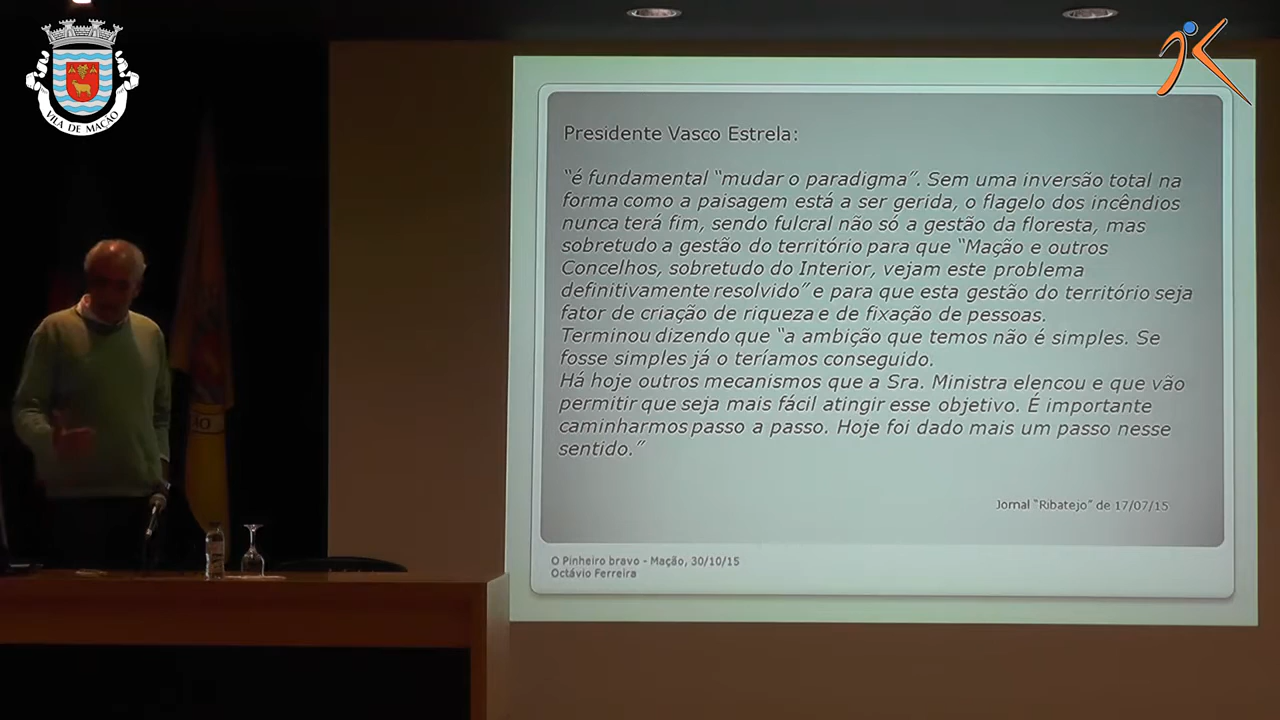 VILA DE MAÇÃO
Presidente Vasco Estrela:
“é fundamental “mudar o paradigma”. Sem uma inversão total na
forma como a paisagem está a ser gerida, o flagelo dos incêndios
nunca terá fim, sendo fulcral não só a gestão da floresta, mas
sobretudo a gestão do território para que “Mação e outros
Concelhos, sobretudo do Interior, vejam este problema
definitivamente resolvido” e para que esta gestão do território seja
fator de criação de riqueza e de fixação de pessoas.
Terminou dizendo que “a ambição que temos não é simples. Se
fosse simples já o teríamos conseguido.
Há hoje outros mecanismos que a Sra. Ministra elencou e que vão
permitir que seja mais fácil atingir esse objetivo. É importante
caminharmos passo a passo. Hoje foi dado mais um passo nesse
sentido.”
Jornal “Ribatejo” de 17/07/15
O Pinheiro bravo - Mação, 30/10/15
Octávio Ferreira